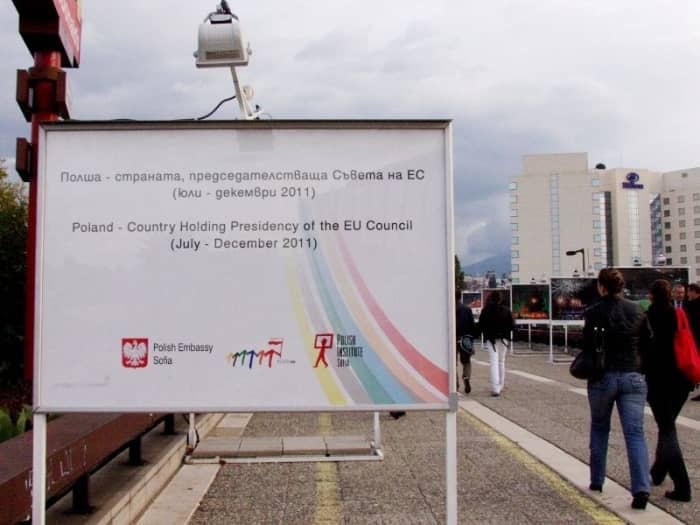 Полша - страната, председателстваща Съвета на ЕС
(юли - декември 2011)
Poland - Country Holding Presidency of the EU Council
(July - December 2011)
Polish Embassy
Sofia
POLISH
INSTITUTE
SOFIA